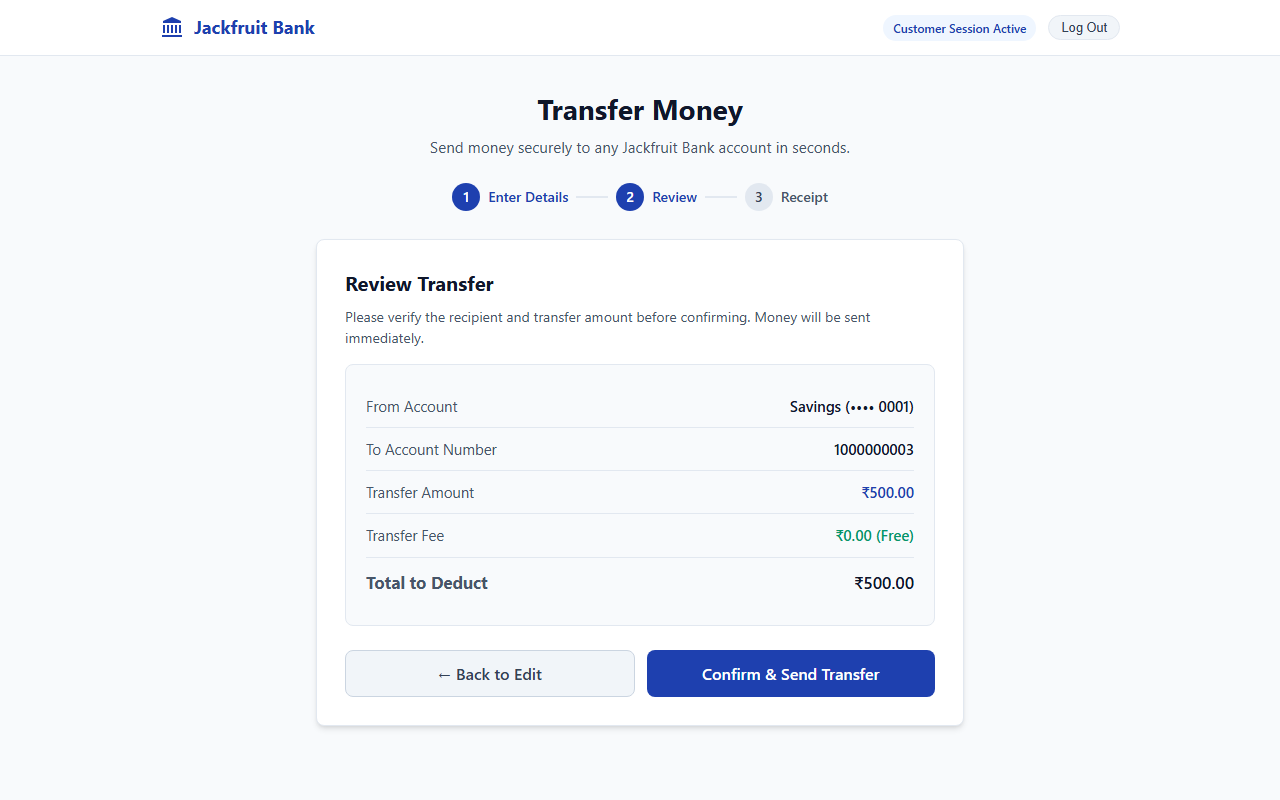 Jackfruit Bank
Customer Session Active
Log Out
Transfer Money
Send money securely to any Jackfruit Bank account in seconds.
1 Enter Details 2 Review 3 Receipt
Review Transfer
Please verify the recipient and transfer amount before confirming. Money will be sent
immediately.
From Account Savings (•••• 0001)
To Account Number 1000000003
Transfer Amount ₹500.00
Transfer Fee ₹0.00 (Free)
Total to Deduct ₹500.00
← Back to Edit
Confirm & Send Transfer